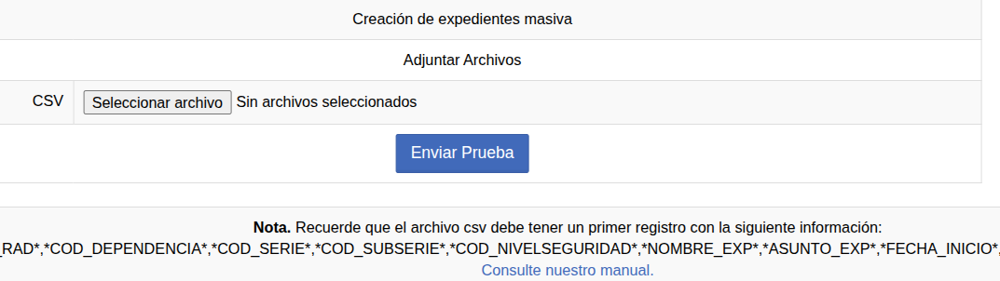 Creación de expedientes masiva
Adjuntar Archivos
CSV Seleccionar archivo Sin archivos seleccionados
Enviar Prueba
Nota. Recuerde que el archivo csv debe tener un primer registro con la siguiente información:
_RAD*,*COD_DEPENDENCIA*,*COD_SERIE*,*COD_SUBSERIE*,*COD_NIVELSEGURIDAD*,*NOMBRE_EXP*,*ASUNTO_EXP*,*FECHA_INICIO*,
Consulte nuestro manual.